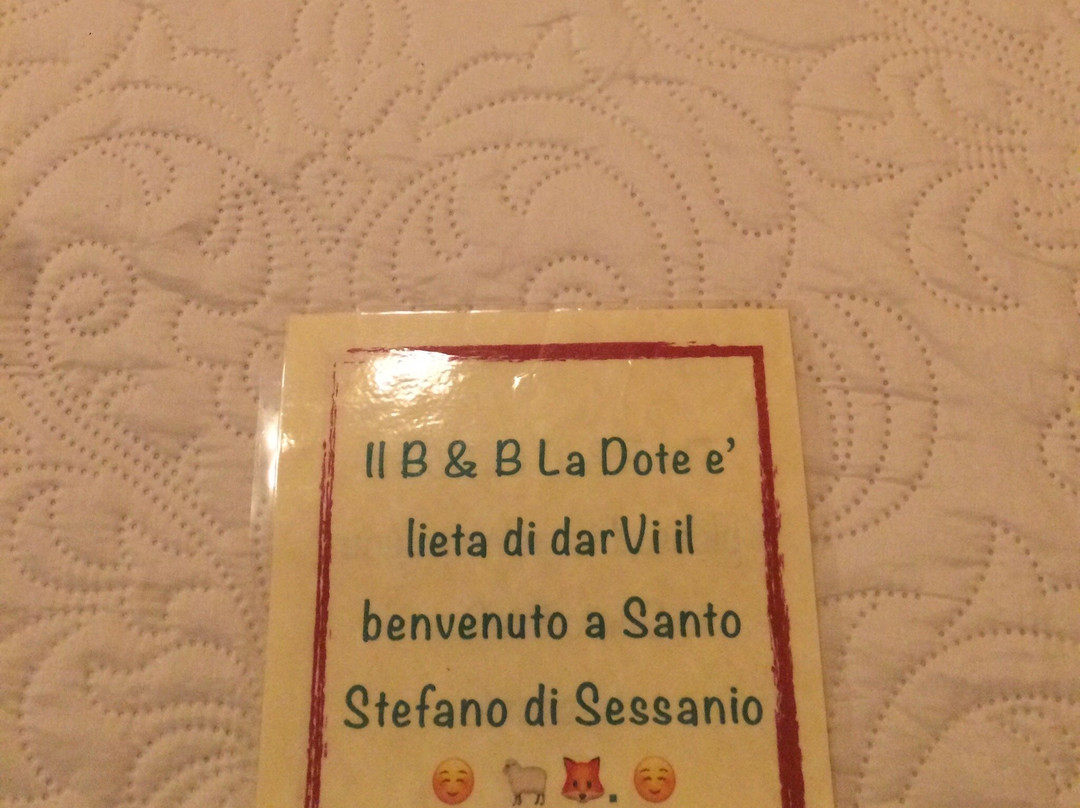 Il B & B La Dote e'
lieta di darVi il
benvenuto a Santo
Stefano di Sessanio
☺️ 🐑 🦊. ☺️